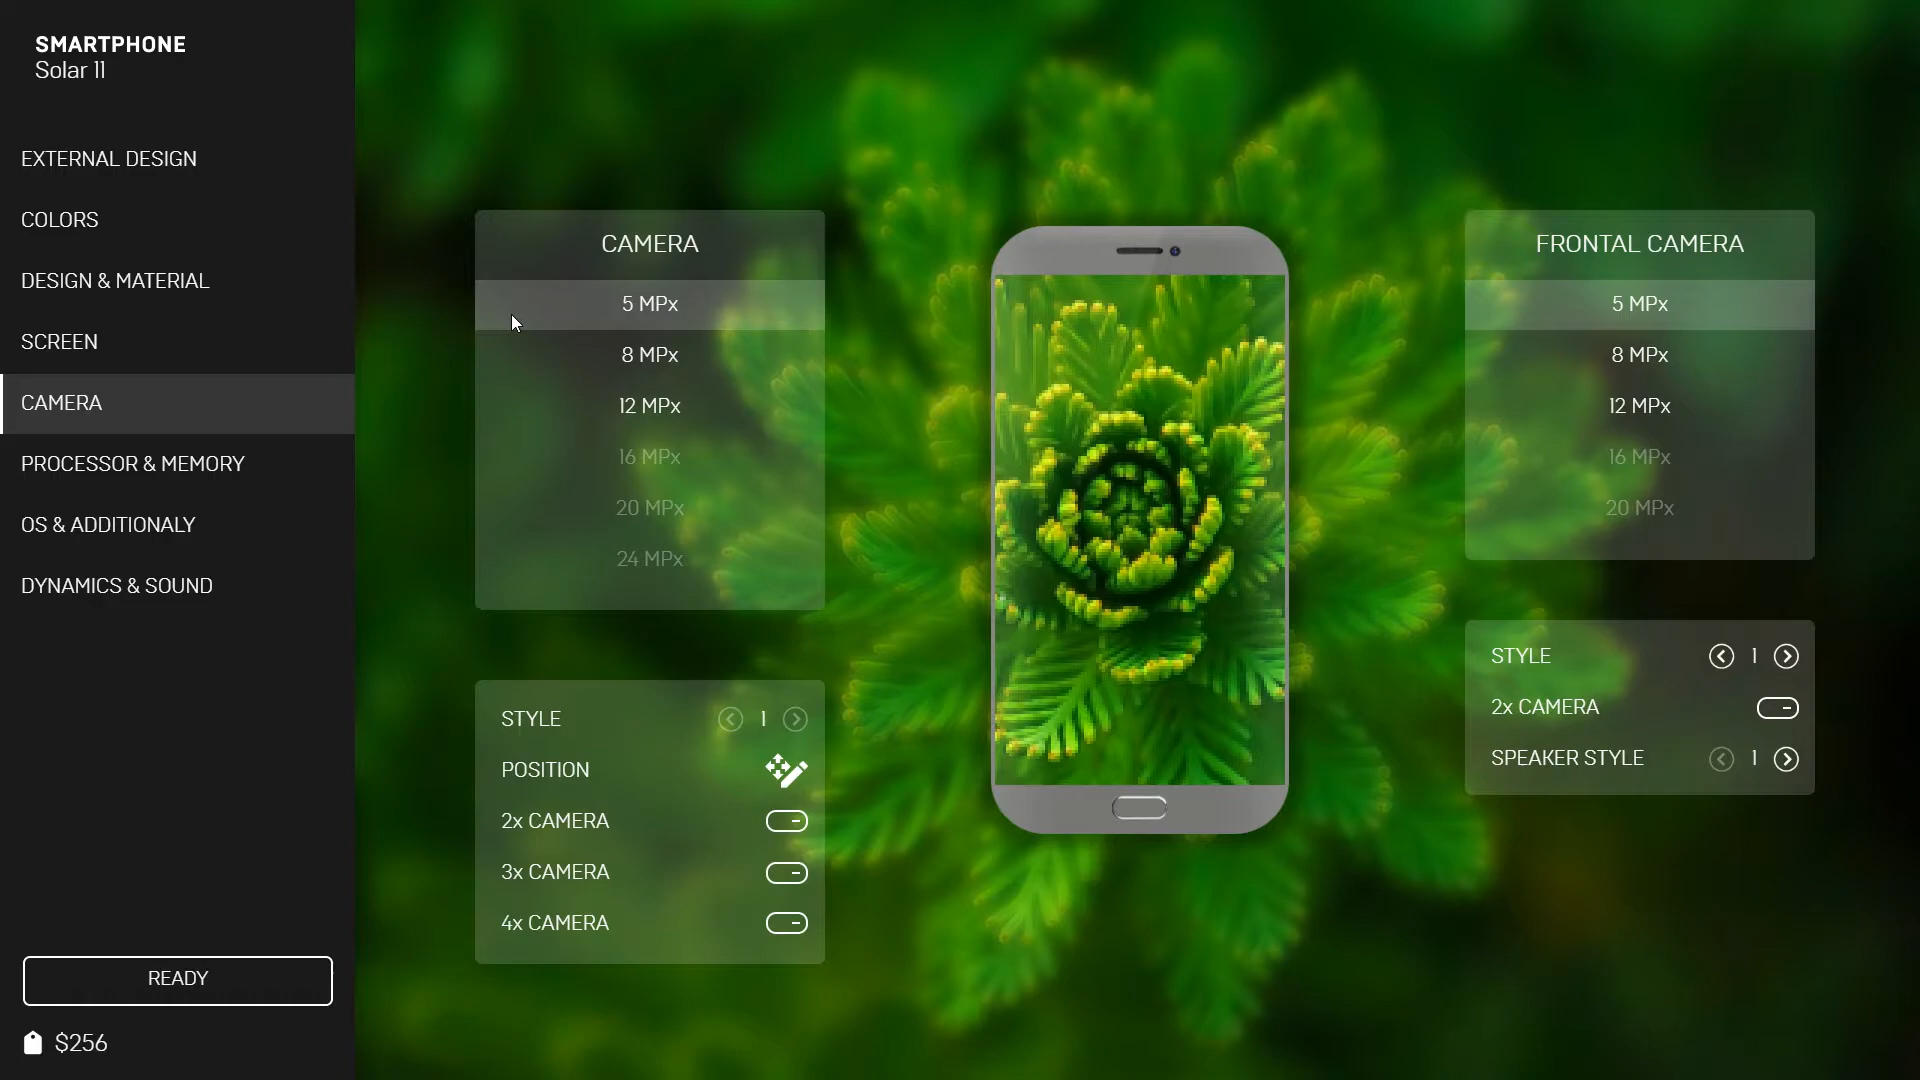 SMARTPHONE
Solar 11
EXTERNAL DESIGN
COLORS
DESIGN & MATERIAL
SCREEN
CAMERA
PROCESSOR & MEMORY
OS & ADDITIONALY
DYNAMICS & SOUND
READY
$256
CAMERA
5 MPx
8 MPx
12 MPx
16 MPx
20 MPx
24 MPx
STYLE 1
POSITION
2x CAMERA
3x CAMERA
4x CAMERA
FRONTAL CAMERA
5 MPx
8 MPx
12 MPx
16 MPx
20 MPx
STYLE 1
2x CAMERA
SPEAKER STYLE 1